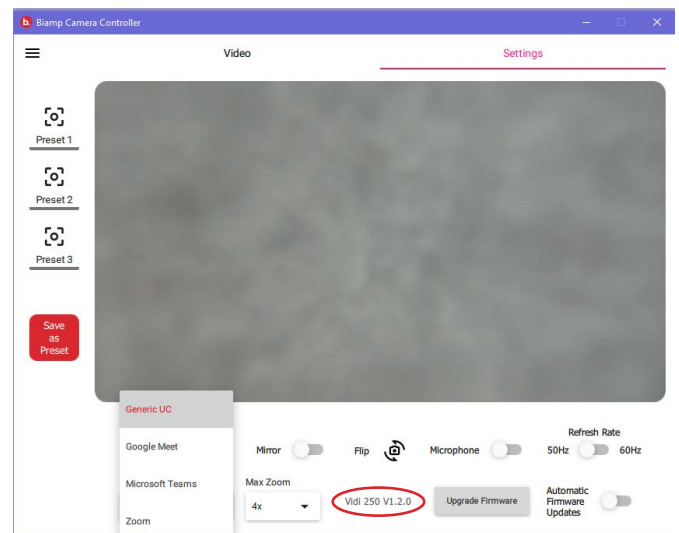 b. Biamp Camera Controller
Video
Settings
Preset 1
Preset 2
Preset 3
Save
as
Preset
Generic UC
Google Meet
Microsoft Teams
Zoom
Mirror
Flip
Microphone
Refresh Rate
50Hz
60Hz
Max Zoom
4x
Vidi 250 V1.2.0
Upgrade Firmware
Automatic
Firmware
Updates